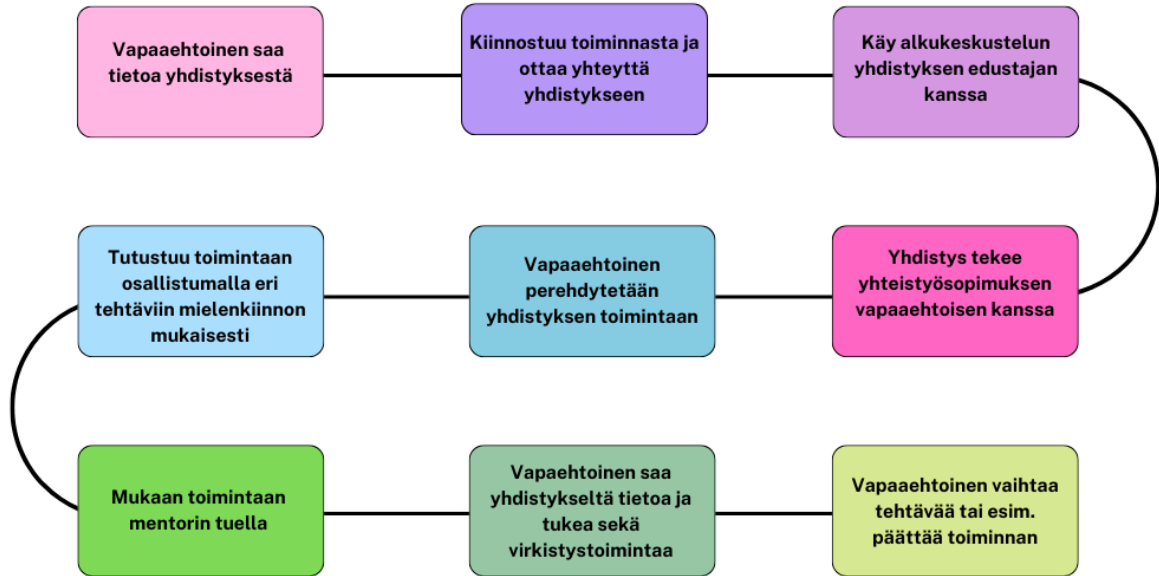 Vapaaehtoinen saa
tietoa yhdistyksestä
Kiinnostuu toiminnasta ja
ottaa yhteyttä
yhdistykseen
Käy alkukeskustelun
yhdistyksen edustajan
kanssa
Yhdistys tekee
yhteistyösopimuksen
vapaaehtoisen kanssa
Vapaaehtoinen
perehdytetään
yhdistyksen toimintaan
Tutustuu toimintaan
osallistumalla eri
tehtäviin mielenkiinnon
mukaisesti
Mukaan toimintaan
mentorin tuella
Vapaehtoinen saa
yhdistykseltä tietoa ja
tukea sekä
virkistystoimintaa
Vapaaehtoinen vaihtaa
tehtävää tai esim.
päättää toiminnan